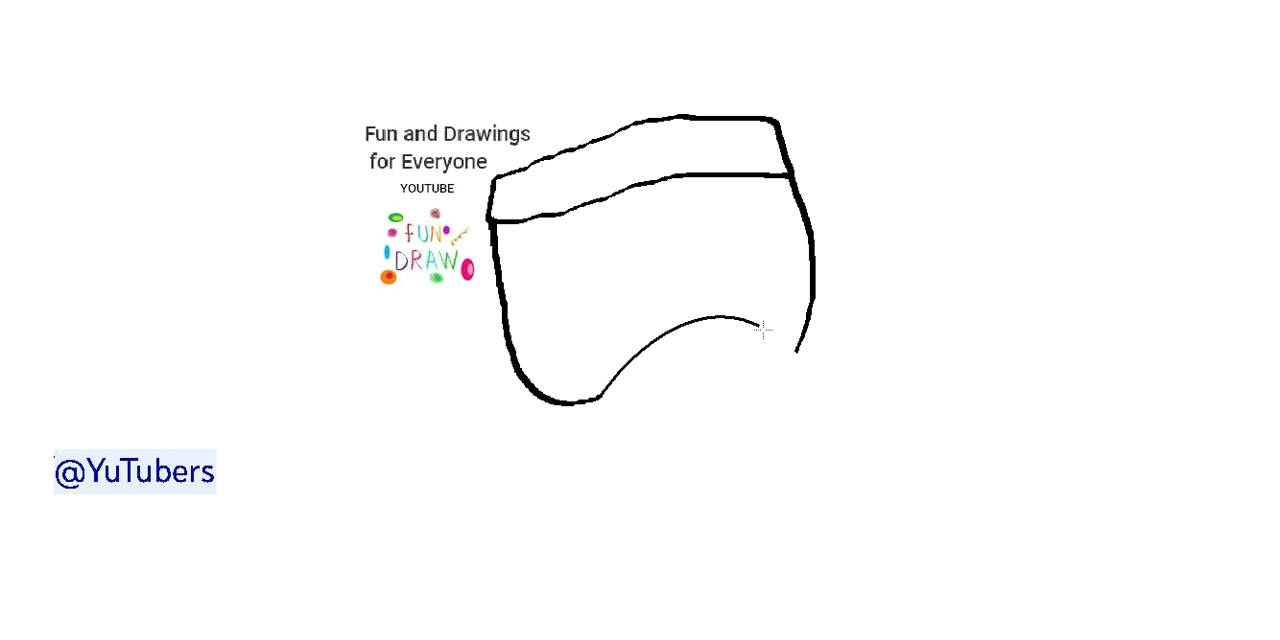 Fun and Drawings
for Everyone
YOUTUBE
fUN
DRAW
@YuTubers